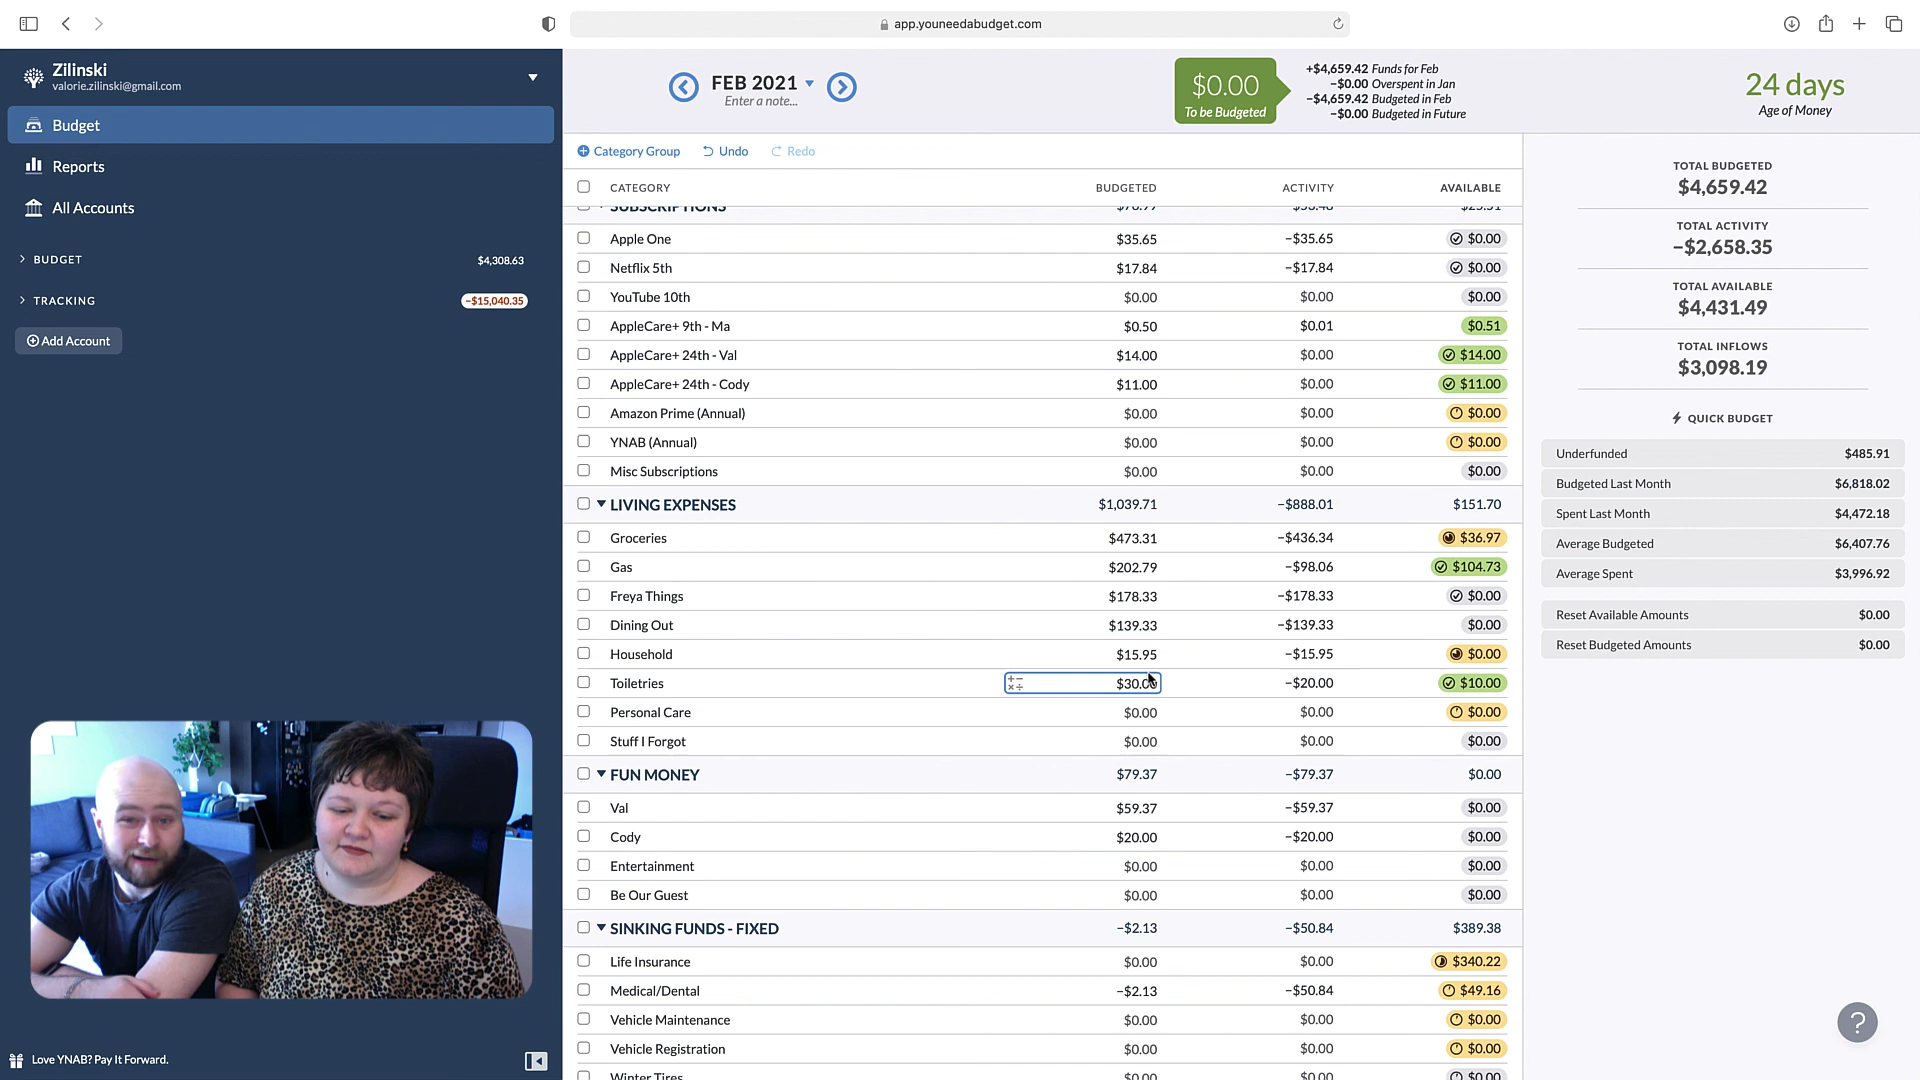 app.youneedabudget.com
Zilinski
valorie.zilinski@gmail.com
Budget
Reports
All Accounts
BUDGET $4,308.63
TRACKING −$15,040.35
Add Account
Love YNAB? Pay It Forward.
FEB 2021
Enter a note...
$0.00
To be Budgeted
+$4,659.42 Funds for Feb
−$0.00 Overspent in Jan
−$4,659.42 Budgeted in Feb
−$0.00 Budgeted in Future
24 days
Age of Money
Category Group Undo Redo
CATEGORY BUDGETED ACTIVITY AVAILABLE
SUBSCRIPTIONS
Apple One $35.65 −$35.65 $0.00
Netflix 5th $17.84 −$17.84 $0.00
YouTube 10th $0.00 $0.00 $0.00
AppleCare+ 9th - Ma $0.50 $0.01 $0.51
AppleCare+ 24th - Val $14.00 $0.00 $14.00
AppleCare+ 24th - Cody $11.00 $0.00 $11.00
Amazon Prime (Annual) $0.00 $0.00 $0.00
YNAB (Annual) $0.00 $0.00 $0.00
Misc Subscriptions $0.00 $0.00 $0.00
LIVING EXPENSES $1,039.71 −$888.01 $151.70
Groceries $473.31 −$436.34 $36.97
Gas $202.79 −$98.06 $104.73
Freya Things $178.33 −$178.33 $0.00
Dining Out $139.33 −$139.33 $0.00
Household $15.95 −$15.95 $0.00
Toiletries $30.00 −$20.00 $10.00
Personal Care $0.00 $0.00 $0.00
Stuff I Forgot $0.00 $0.00 $0.00
FUN MONEY $79.37 −$79.37 $0.00
Val $59.37 −$59.37 $0.00
Cody $20.00 −$20.00 $0.00
Entertainment $0.00 $0.00 $0.00
Be Our Guest $0.00 $0.00 $0.00
SINKING FUNDS - FIXED −$2.13 −$50.84 $389.38
Life Insurance $0.00 $0.00 $340.22
Medical/Dental −$2.13 −$50.84 $49.16
Vehicle Maintenance $0.00 $0.00 $0.00
Vehicle Registration $0.00 $0.00 $0.00
Winter Tires $0.00 $0.00 $0.00
TOTAL BUDGETED
$4,659.42
TOTAL ACTIVITY
−$2,658.35
TOTAL AVAILABLE
$4,431.49
TOTAL INFLOWS
$3,098.19
QUICK BUDGET
Underfunded $485.91
Budgeted Last Month $6,818.02
Spent Last Month $4,472.18
Average Budgeted $6,407.76
Average Spent $3,996.92
Reset Available Amounts $0.00
Reset Budgeted Amounts $0.00
?